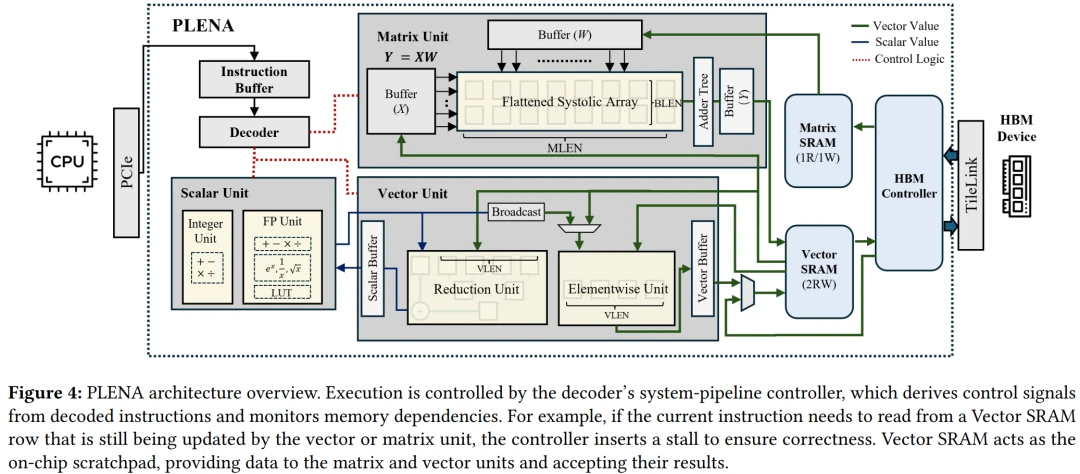 PLENA
CPU
PCIe
Instruction
Buffer
Decoder
Matrix Unit
Y = XW
Buffer (W)
Buffer
(X)
Flattened Systolic Array
BLEN
MLEN
Adder Tree
Buffer
(Y)
Vector Value
Scalar Value
Control Logic
Matrix
SRAM
(1R/1W)
HBM
Controller
TileLink
HBM
Device
Scalar Unit
Integer
Unit
+ −
× ÷
FP Unit
+ − × ÷
eˣ, 1/x, √x
LUT
Vector Unit
Scalar Buffer
Broadcast
VLEN
Reduction Unit
+
Elementwise Unit
VLEN
Vector Buffer
Vector
SRAM
(2RW)
Figure 4: PLENA architecture overview. Execution is controlled by the decoder's system-pipeline controller, which derives control signals
from decoded instructions and monitors memory dependencies. For example, if the current instruction needs to read from a Vector SRAM
row that is still being updated by the vector or matrix unit, the controller inserts a stall to ensure correctness. Vector SRAM acts as the
on-chip scratchpad, providing data to the matrix and vector units and accepting their results.